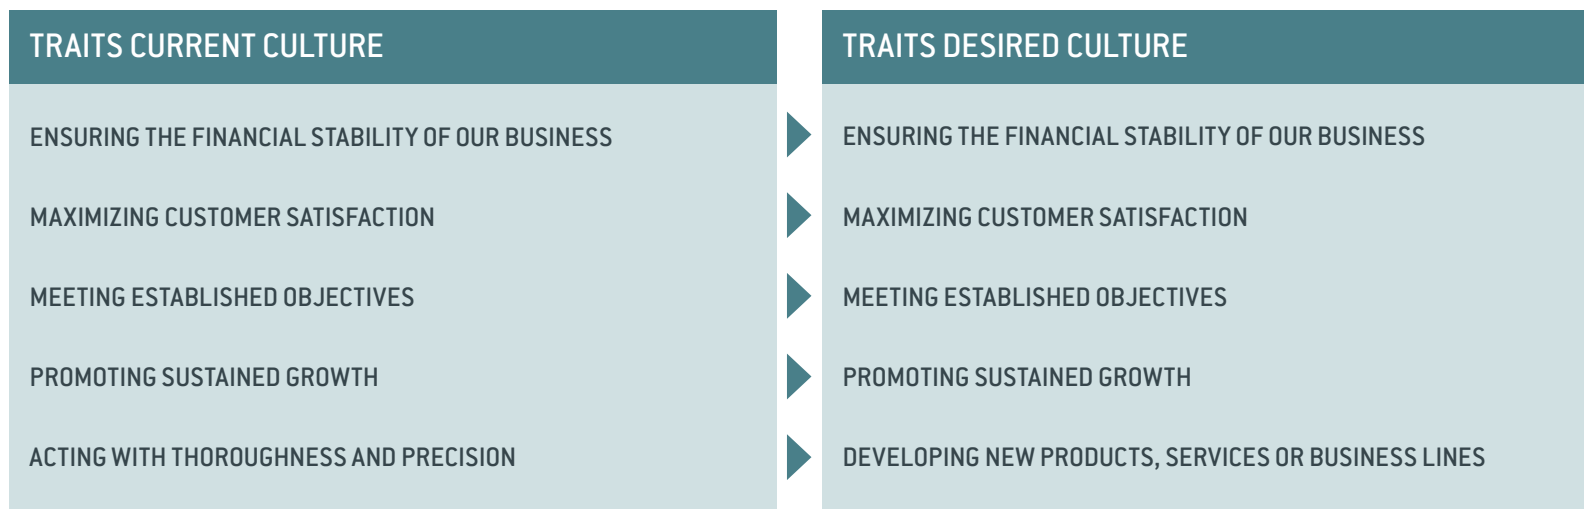 TRAITS CURRENT CULTURE
ENSURING THE FINANCIAL STABILITY OF OUR BUSINESS
MAXIMIZING CUSTOMER SATISFACTION
MEETING ESTABLISHED OBJECTIVES
PROMOTING SUSTAINED GROWTH
ACTING WITH THOROUGHNESS AND PRECISION
TRAITS DESIRED CULTURE
ENSURING THE FINANCIAL STABILITY OF OUR BUSINESS
MAXIMIZING CUSTOMER SATISFACTION
MEETING ESTABLISHED OBJECTIVES
PROMOTING SUSTAINED GROWTH
DEVELOPING NEW PRODUCTS, SERVICES OR BUSINESS LINES